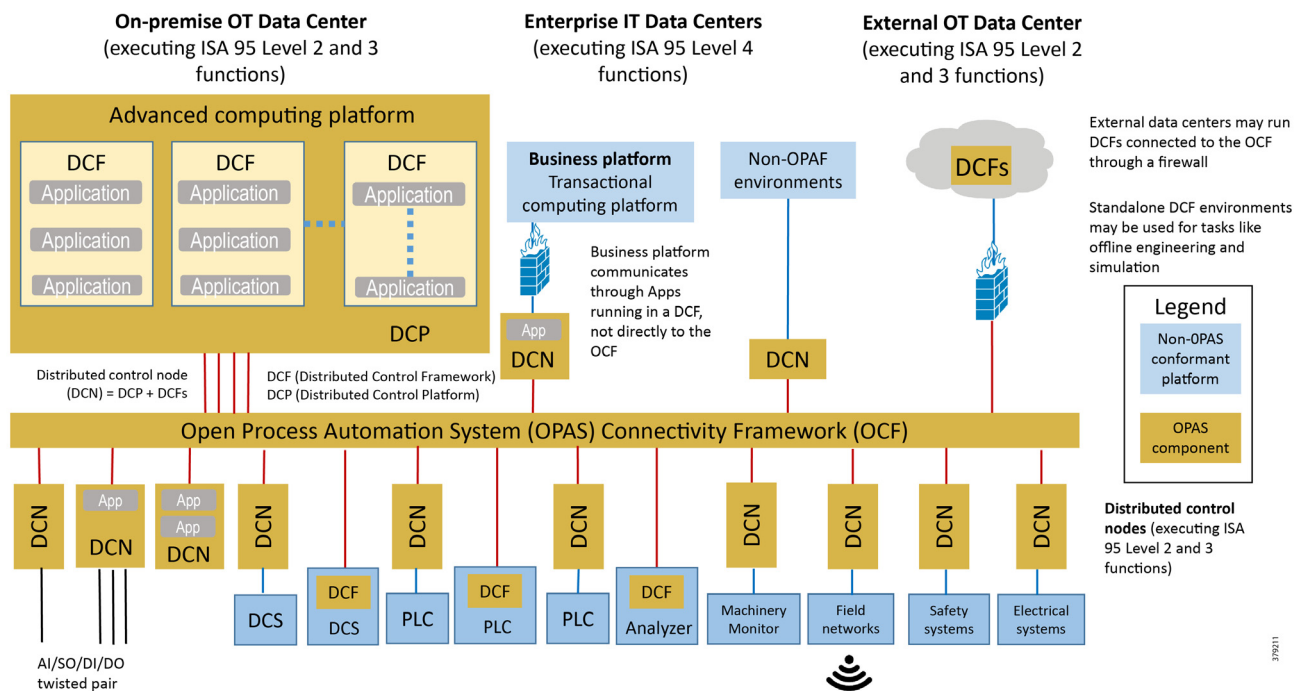 On-premise OT Data Center
(executing ISA 95 Level 2 and 3
functions)
Enterprise IT Data Centers
(executing ISA 95 Level 4
functions)
External OT Data Center
(executing ISA 95 Level 2
and 3 functions)
Advanced computing platform
DCF
Application
Application
Application
DCF
Application
Application
Application
DCF
Application
Application
DCP
Business platform
Transactional
computing platform
Non-OPAF
environments
DCFs
External data centers may run
DCFs connected to the OCF
through a firewall
Standalone DCF environments
may be used for tasks like
offline engineering and
simulation
Business platform
communicates
through Apps
running in a DCF,
not directly to the
OCF
App
DCN
DCN
Legend
Non-OPAS
conformant
platform
OPAS
component
Distributed control node
(DCN) = DCP + DCFs
DCF (Distributed Control Framework)
DCP (Distributed Control Platform)
Open Process Automation System (OPAS) Connectivity Framework (OCF)
DCN
App
DCN
App
App
DCN
DCN
DCN
DCN
DCN
DCN
DCN
DCN
Distributed control
nodes (executing ISA
95 Level 2 and 3
functions)
DCS
DCF
DCS
PLC
DCF
PLC
PLC
DCF
Analyzer
Machinery
Monitor
Field
networks
Safety
systems
Electrical
systems
AI/SO/DI/DO
twisted pair
379211